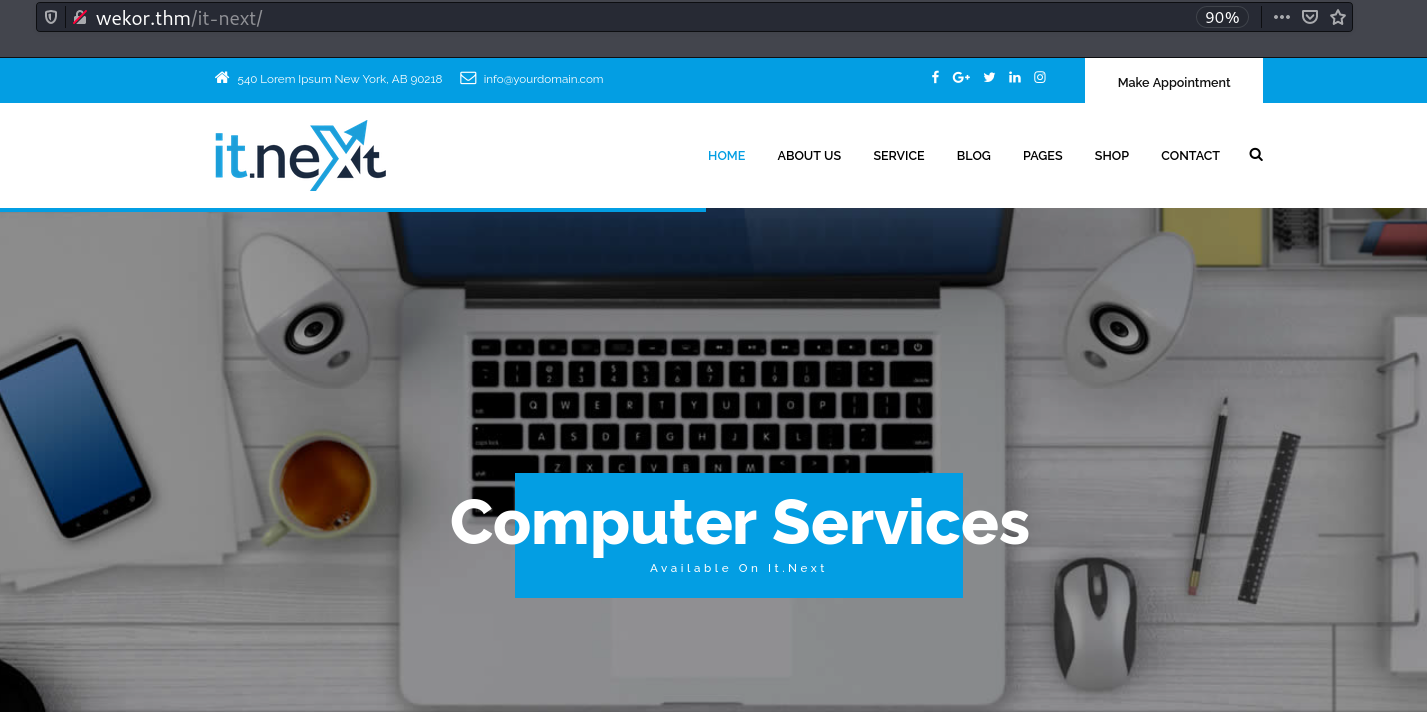 wekor.thm/it-next/
90%
540 Lorem Ipsum New York, AB 90218 info@yourdomain.com
Make Appointment
it.neXt
HOME ABOUT US SERVICE BLOG PAGES SHOP CONTACT
Q W E R T Y U I O P
A S D F G H J K L
Z X C V B N M
Computer Services
Available On It.Next